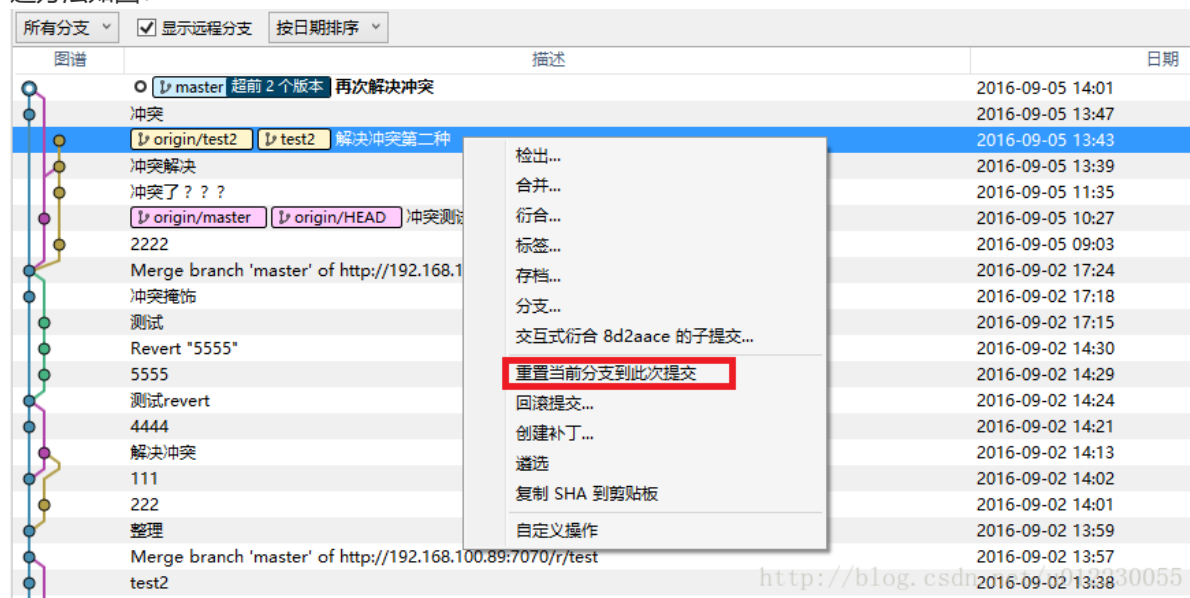 所有分支 显示远程分支 按日期排序
图谱 描述 日期
master 超前 2 个版本 再次解决冲突 2016-09-05 14:01
冲突 2016-09-05 13:47
origin/test2 test2 解决冲突第二种 2016-09-05 13:43
检出...
冲突解决 2016-09-05 13:39
合并...
冲突了？？？ 2016-09-05 11:35
origin/master origin/HEAD 冲突测试 2016-09-05 10:27
衍合...
2222 2016-09-05 09:03
标签...
Merge branch 'master' of http://192.168.1 2016-09-02 17:24
存档...
冲突掩饰 2016-09-02 17:18
分支...
测试 2016-09-02 17:15
交互式衍合 8d2aace 的子提交...
Revert "5555" 2016-09-02 14:30
5555 2016-09-02 14:29
重置当前分支到此次提交
测试revert 2016-09-02 14:24
回滚提交...
4444 2016-09-02 14:21
创建补丁...
解决冲突 2016-09-02 14:13
遴选
111 2016-09-02 14:02
复制 SHA 到剪贴板
222 2016-09-02 14:01
整理 2016-09-02 13:59
自定义操作
Merge branch 'master' of http://192.168.100.89:7070/r/test 2016-09-02 13:57
test2 2016-09-02 13:38